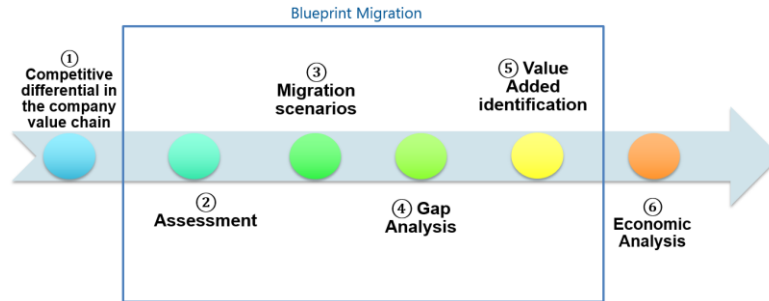 Blueprint Migration
①
Competitive
differential in
the company
value chain
②
Assessment
③
Migration
scenarios
④ Gap
Analysis
⑤ Value
Added
identification
⑥
Economic
Analysis